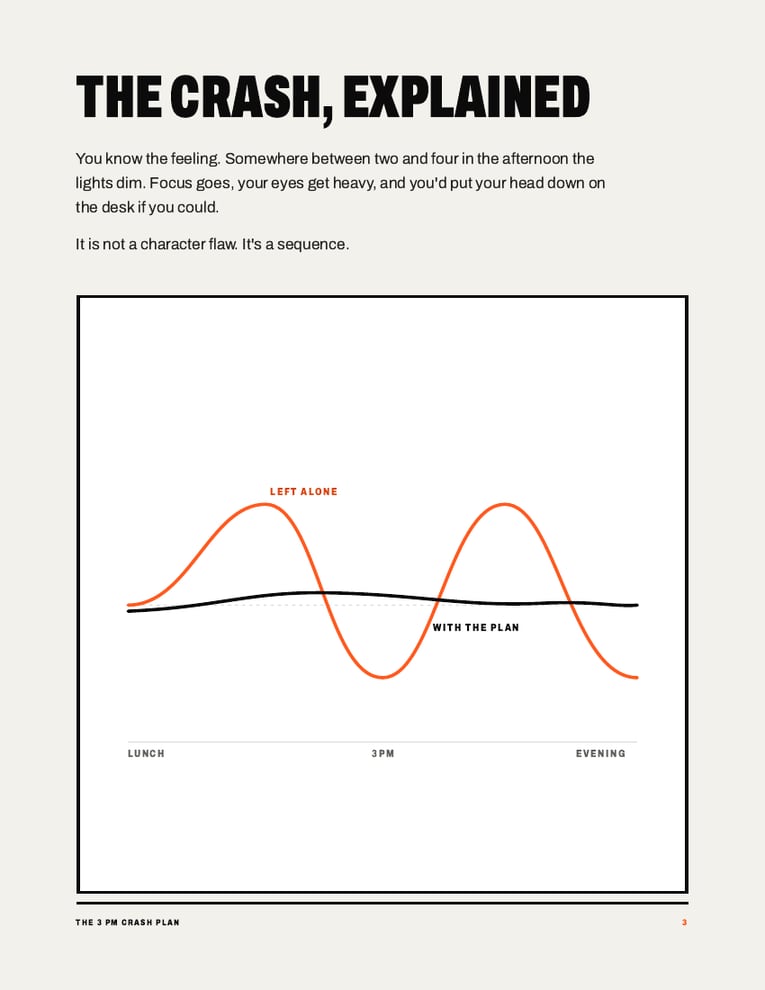 THE CRASH, EXPLAINED
You know the feeling. Somewhere between two and four in the afternoon the
lights dim. Focus goes, your eyes get heavy, and you'd put your head down on
the desk if you could.
It is not a character flaw. It's a sequence.
LEFT ALONE
WITH THE PLAN
LUNCH
3PM
EVENING
THE 3 PM CRASH PLAN
3